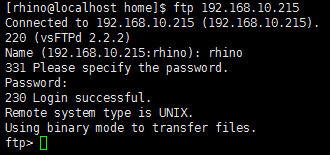 [rhino@localhost home]$ ftp 192.168.10.215
Connected to 192.168.10.215 (192.168.10.215).
220 (vsFTPd 2.2.2)
Name (192.168.10.215:rhino): rhino
331 Please specify the password.
Password:
230 Login successful.
Remote system type is UNIX.
Using binary mode to transfer files.
ftp>